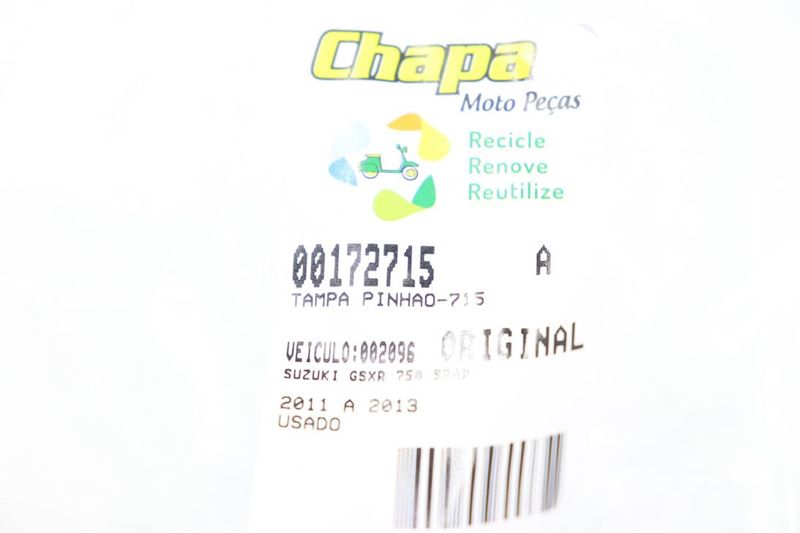 Chapa
Moto Peças
Recicle
Renove
Reutilize
00172715 A
TAMPA PINHAO-715
VEICULO:002096 ORIGINAL
SUZUKI GSXR 750
2011 A 2013
USADO